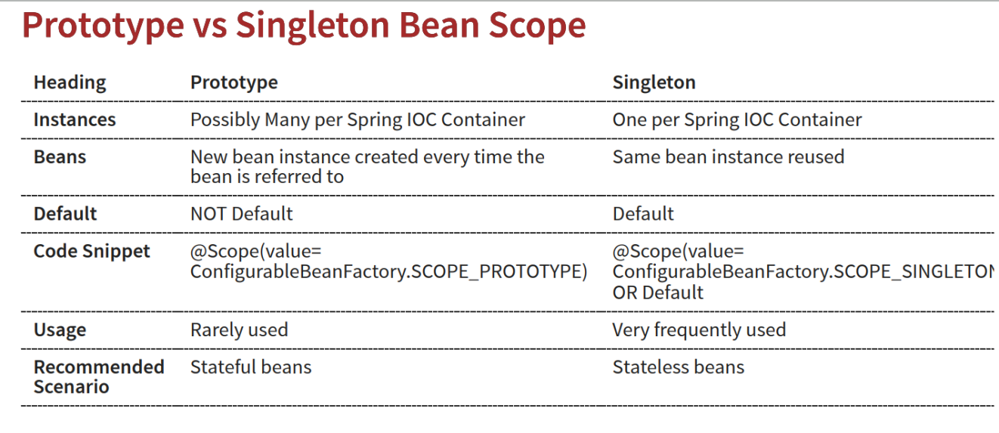 Prototype vs Singleton Bean Scope
Heading Prototype Singleton
Instances Possibly Many per Spring IOC Container One per Spring IOC Container
Beans New bean instance created every time the Same bean instance reused
bean is referred to
Default NOT Default Default
Code Snippet @Scope(value= @Scope(value=
ConfigurableBeanFactory.SCOPE_PROTOTYPE) ConfigurableBeanFactory.SCOPE_SINGLETON
OR Default
Usage Rarely used Very frequently used
Recommended Stateful beans Stateless beans
Scenario